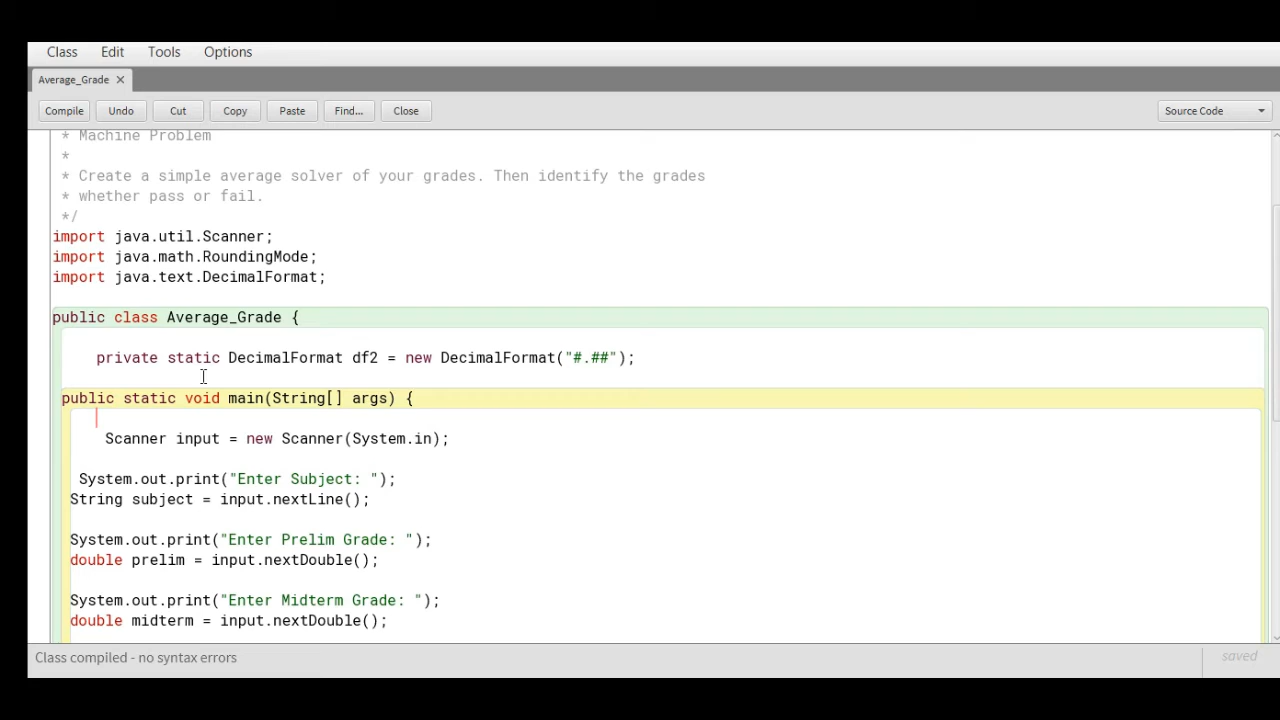 Class Edit Tools Options
Average_Grade ×
Compile Undo Cut Copy Paste Find... Close Source Code
* Machine Problem
*
* Create a simple average solver of your grades. Then identify the grades
* whether pass or fail.
*/
import java.util.Scanner;
import java.math.RoundingMode;
import java.text.DecimalFormat;
public class Average_Grade {
private static DecimalFormat df2 = new DecimalFormat("#.##");
public static void main(String[] args) {
Scanner input = new Scanner(System.in);
System.out.print("Enter Subject: ");
String subject = input.nextLine();
System.out.print("Enter Prelim Grade: ");
double prelim = input.nextDouble();
System.out.print("Enter Midterm Grade: ");
double midterm = input.nextDouble();
Class compiled - no syntax errors
saved